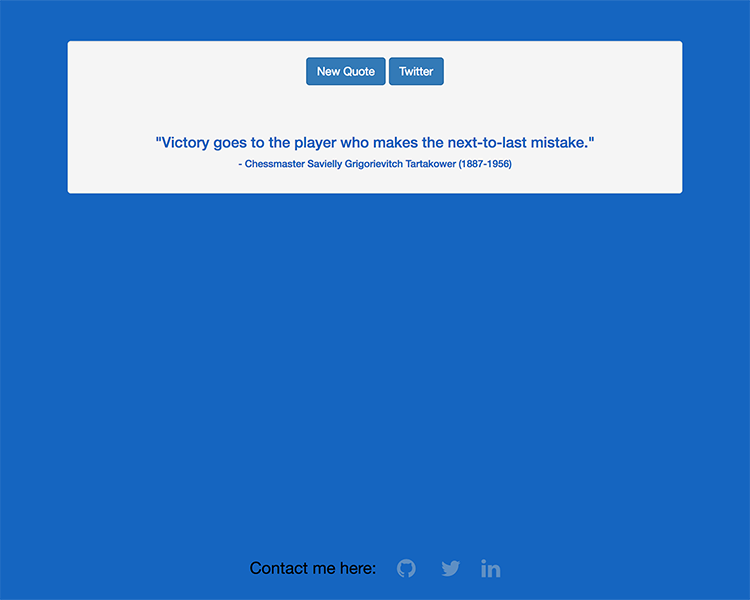 New Quote Twitter
"Victory goes to the player who makes the next-to-last mistake."
- Chessmaster Savielly Grigorievitch Tartakower (1887-1956)
Contact me here: